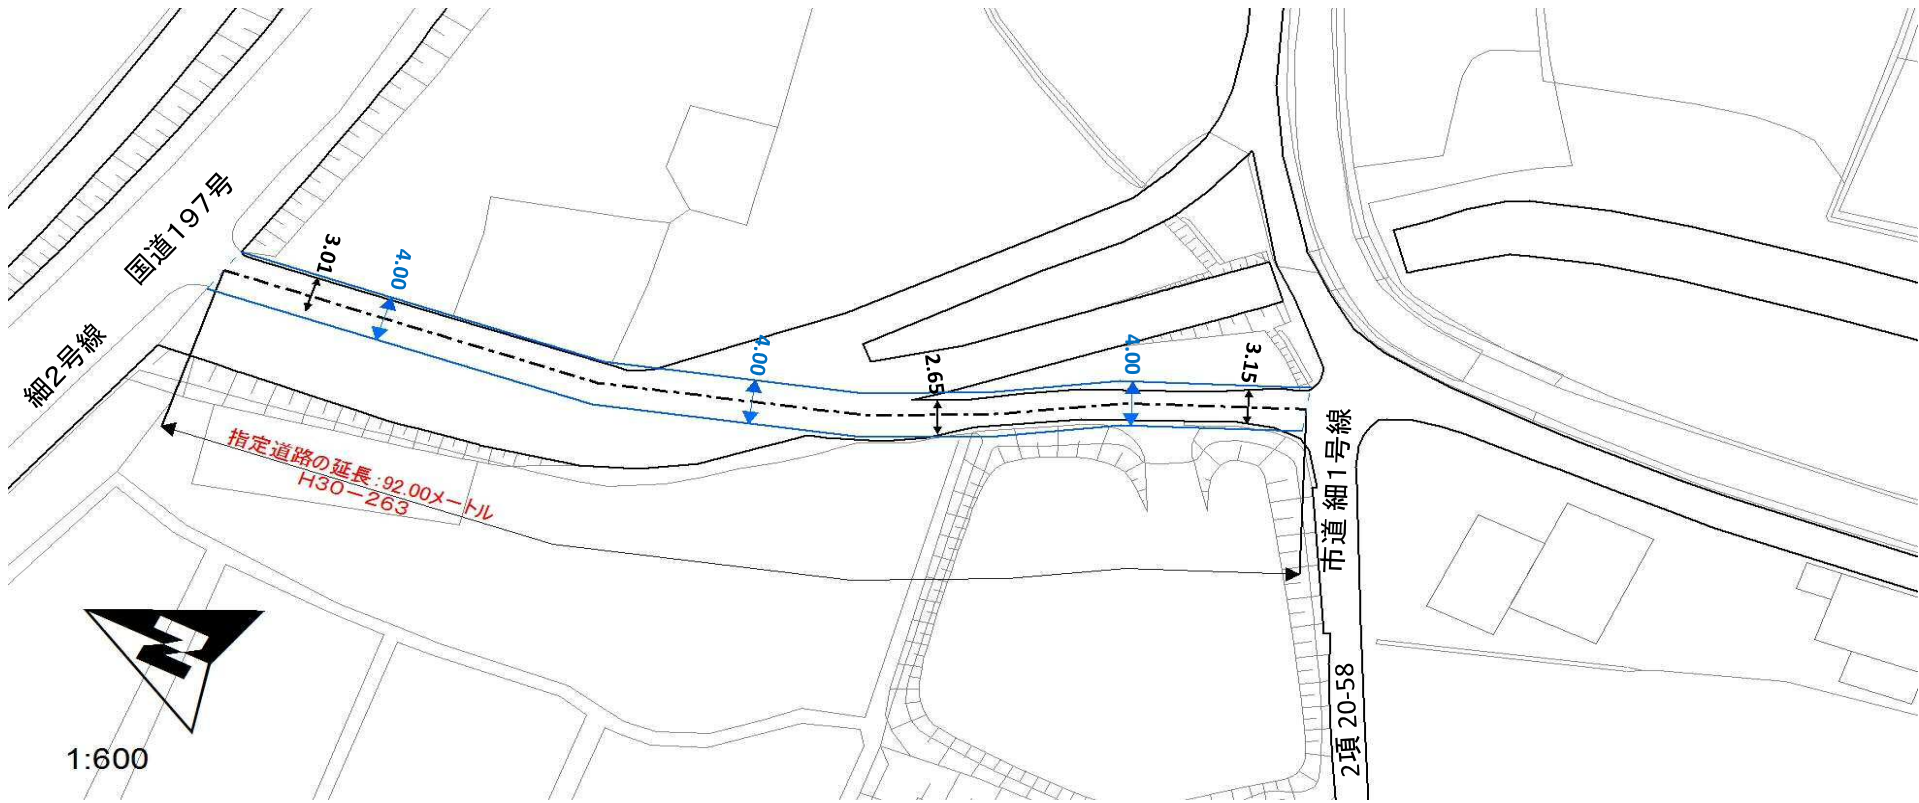 国道197号
細2号線
3.01
4.00
4.00
2.65
4.00
3.15
指定道路の延長:92.00メートル
H30-263
市道 細1号線
2項 20-58
N
1:600